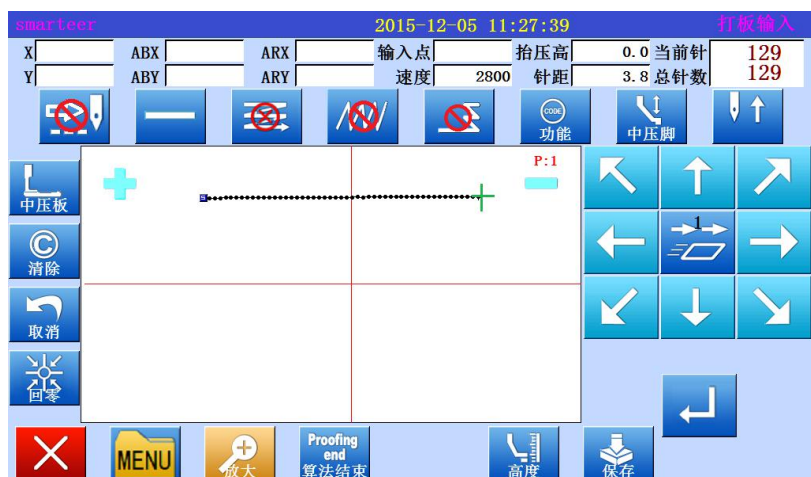 smarteer 2015-12-05 11:27:39 打板输入
X ABX ARX 输入点 抬压高 0.0 当前针 129
Y ABY ARY 速度 2800 针距 3.8 总针数 129
CODE
功能 中压脚
P:1
S
中压板
1
C
清除
取消
回零
MENU
放大
Proofing
end
算法结束
高度
保存